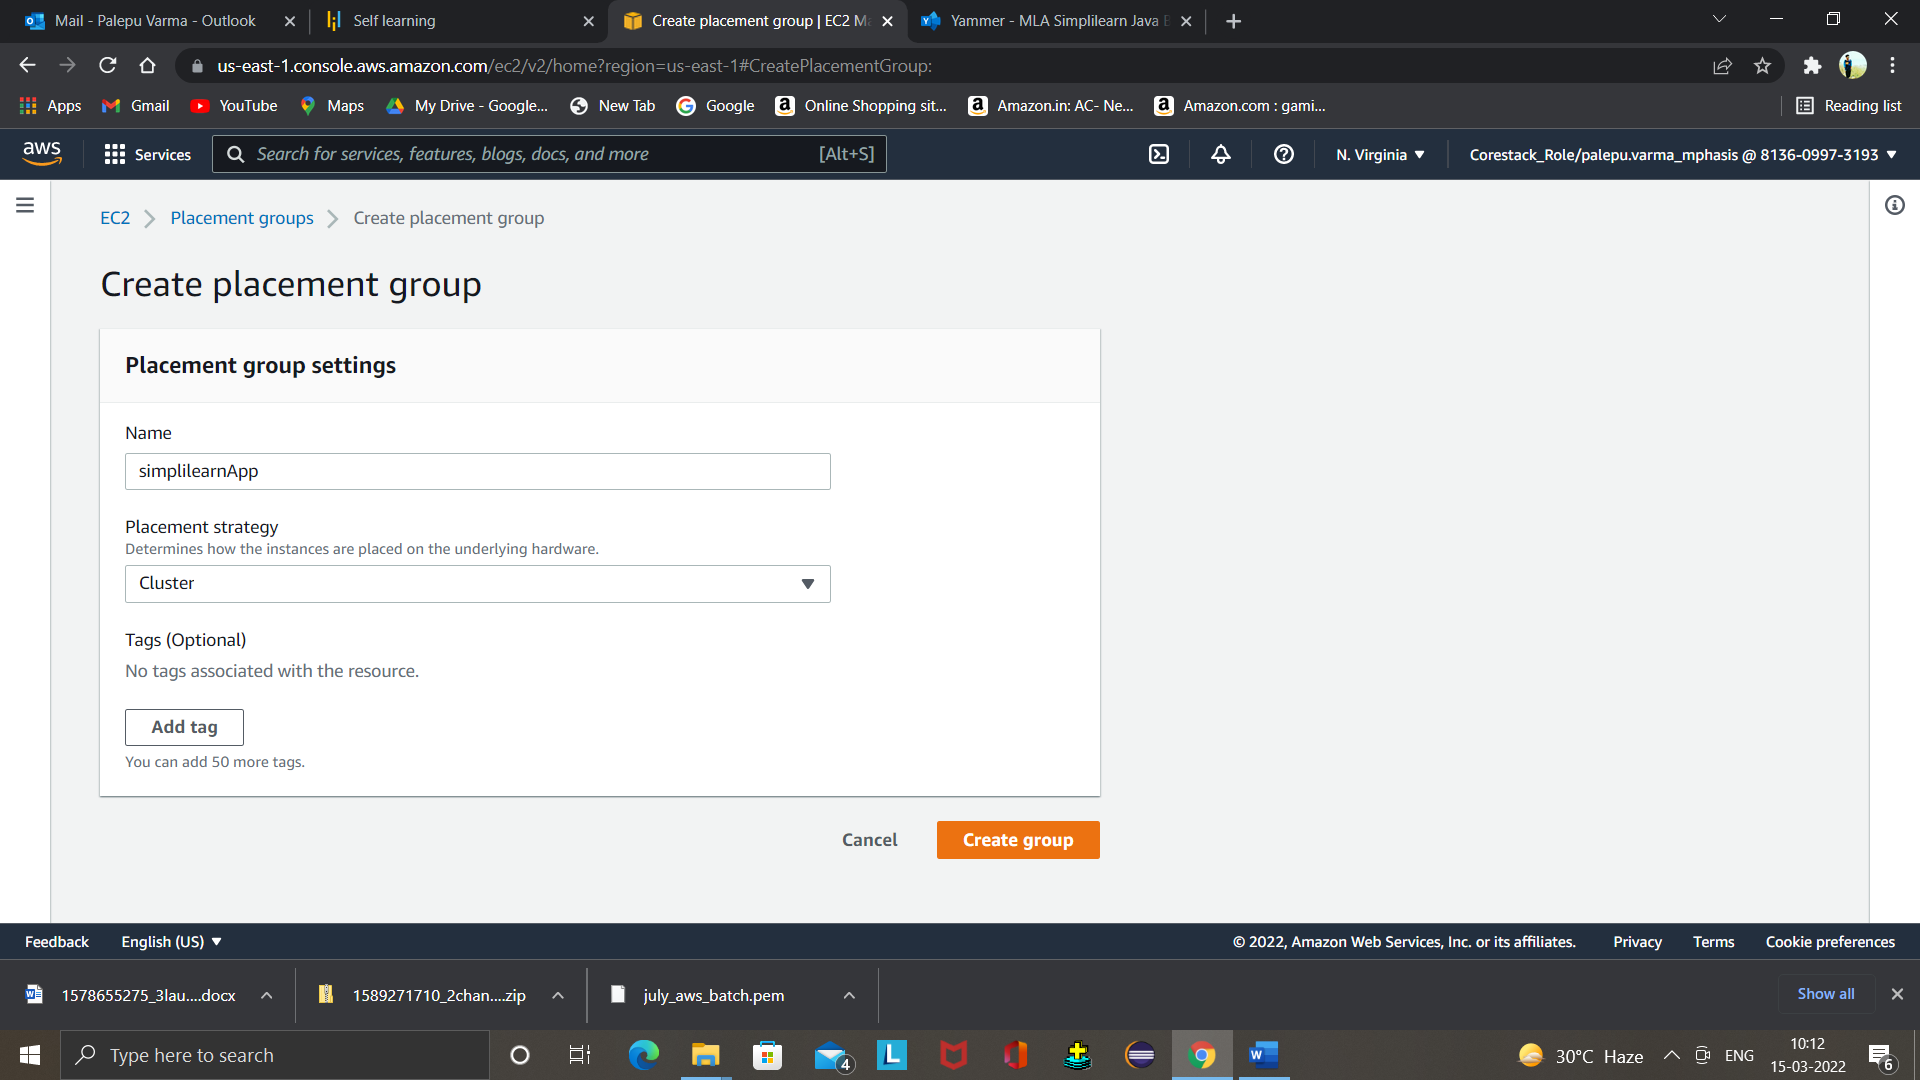 Mail - Palepu Varma - Outlook
Self learning
Create placement group | EC2 Ma
Yammer - MLA Simplilearn Java B
us-east-1.console.aws.amazon.com/ec2/v2/home?region=us-east-1#CreatePlacementGroup:
Apps
Gmail
YouTube
Maps
My Drive - Google...
New Tab
Google
Online Shopping sit...
Amazon.in: AC- Ne...
Amazon.com : gami...
Reading list
aws
Services
Search for services, features, blogs, docs, and more
[Alt+S]
N. Virginia
Corestack_Role/palepu.varma_mphasis @ 8136-0997-3193
EC2
Placement groups
Create placement group
Create placement group
Placement group settings
Name
simplilearnApp
Placement strategy
Determines how the instances are placed on the underlying hardware.
Cluster
Tags (Optional)
No tags associated with the resource.
Add tag
You can add 50 more tags.
Cancel
Create group
Feedback
English (US)
© 2022, Amazon Web Services, Inc. or its affiliates.
Privacy
Terms
Cookie preferences
1578655275_3lau....docx
1589271710_2chan....zip
july_aws_batch.pem
Show all
Type here to search
4
L
W
30°C Haze
ENG
10:12
15-03-2022
6